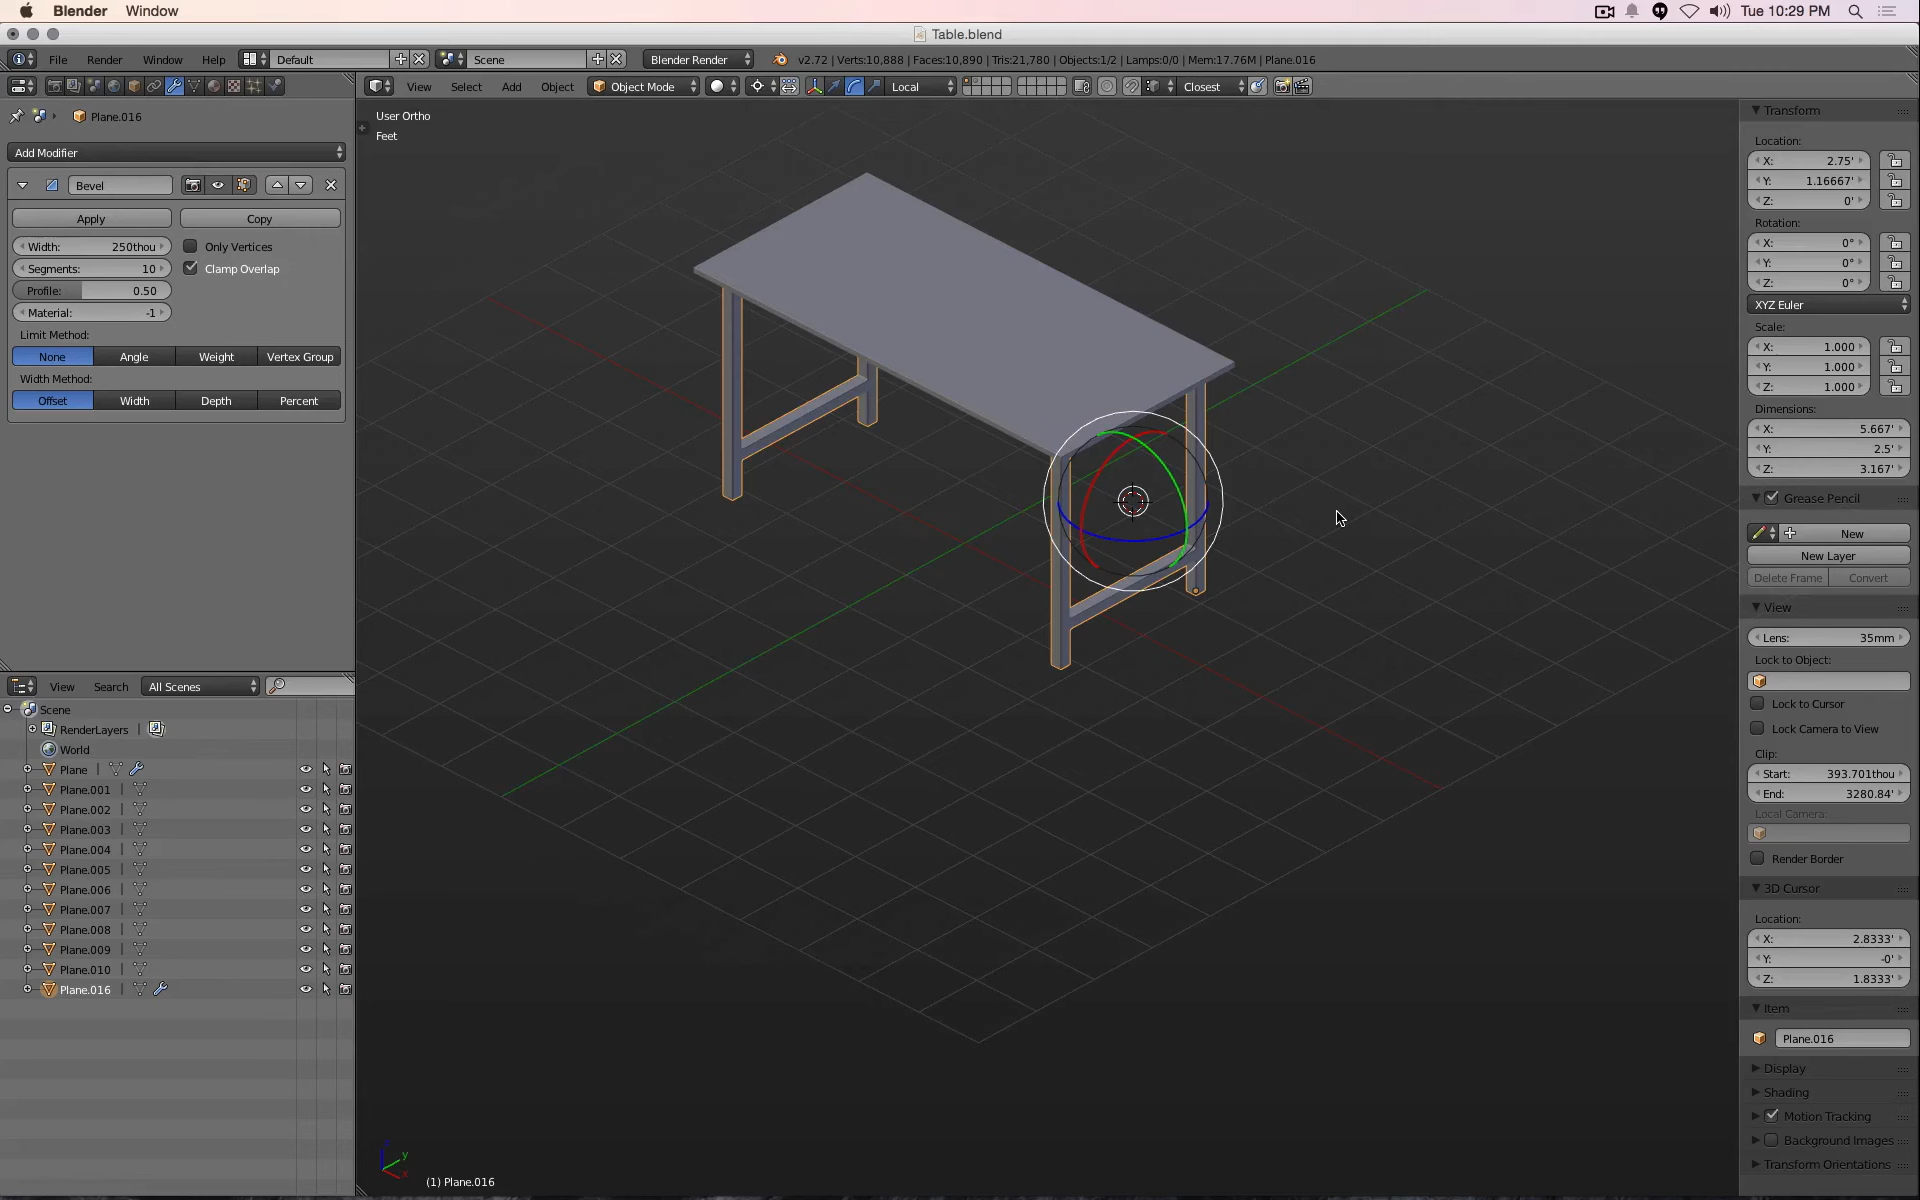 Blender Window Tue 10:29 PM
Table.blend
File Render Window Help Default Scene Blender Render v2.72 | Verts:10,888 | Faces:10,890 | Tris:21,780 | Objects:1/2 | Lamps:0/0 | Mem:17.76M | Plane.016
View Select Add Object Object Mode Local Closest
Plane.016
Add Modifier
Bevel
Apply Copy
Width: 250thou Only Vertices
Segments: 10 Clamp Overlap
Profile: 0.50
Material: -1
Limit Method:
None Angle Weight Vertex Group
Width Method:
Offset Width Depth Percent
View Search All Scenes
Scene
RenderLayers |
World
Plane |
Plane.001 |
Plane.002 |
Plane.003 |
Plane.004 |
Plane.005 |
Plane.006 |
Plane.007 |
Plane.008 |
Plane.009 |
Plane.010 |
Plane.016 |
User Ortho
Feet
y
x
(1) Plane.016
Transform
Location:
X: 2.75'
Y: 1.16667'
Z: 0'
Rotation:
X: 0°
Y: 0°
Z: 0°
XYZ Euler
Scale:
X: 1.000
Y: 1.000
Z: 1.000
Dimensions:
X: 5.667'
Y: 2.5'
Z: 3.167'
Grease Pencil
New
New Layer
Delete Frame Convert
View
Lens: 35mm
Lock to Object:
Lock to Cursor
Lock Camera to View
Clip:
Start: 393.701thou
End: 3280.84'
Local Camera:
Render Border
3D Cursor
Location:
X: 2.8333'
Y: -0'
Z: 1.8333'
Item
Plane.016
Display
Shading
Motion Tracking
Background Images
Transform Orientations